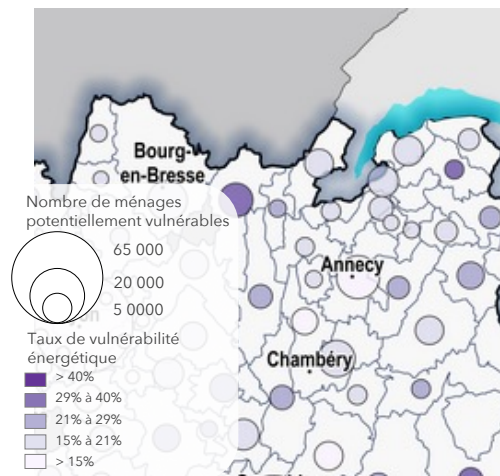 Bourg-
en-Bresse
Nombre de ménages
potentiellement vulnérables
65 000
20 000
5 0000
Annecy
Taux de vulnérabilité
énergétique
> 40%
29% à 40%
21% à 29%
15% à 21%
> 15%
Chambéry